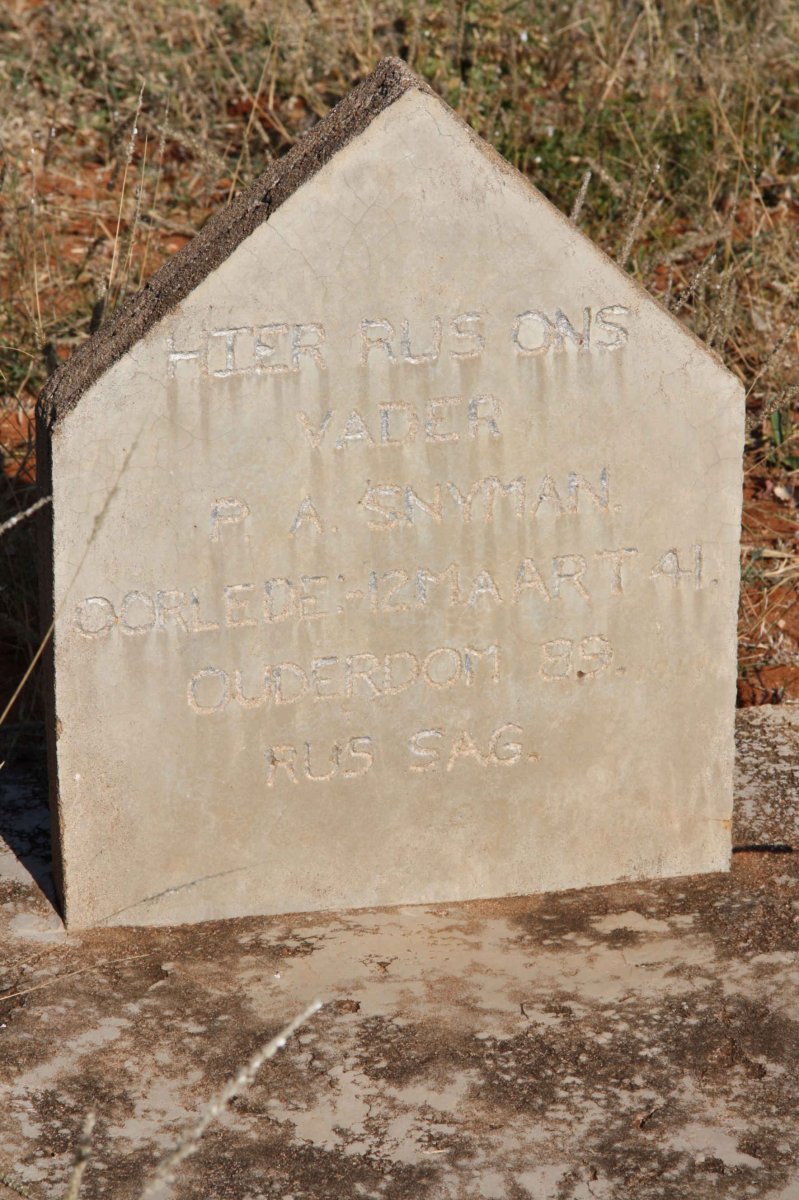 HIER RUS ONS
VADER
P. A. SNYMAN.
OORLEDE:-12 MAART 41.
OUDERDOM 89.
RUS SAG.